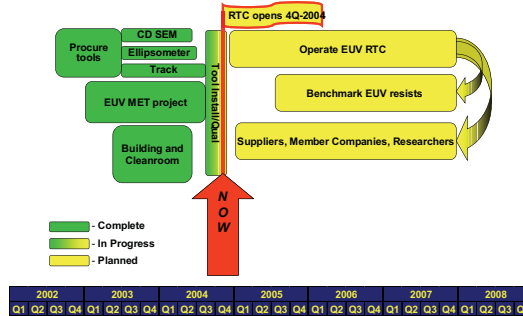 RTC opens 4Q-2004
CD SEM
Procure
tools
Ellipsometer
Track
Operate EUV RTC
Tool Install/Qual
EUV MET project
Benchmark EUV resists
Building and
Cleanroom
Suppliers, Member Companies, Researchers
N
O
W
- Complete
- In Progress
- Planned
2002 2003 2004 2005 2006 2007 2008
Q1 Q2 Q3 Q4 Q1 Q2 Q3 Q4 Q1 Q2 Q3 Q4 Q1 Q2 Q3 Q4 Q1 Q2 Q3 Q4 Q1 Q2 Q3 Q4 Q1 Q2 Q3